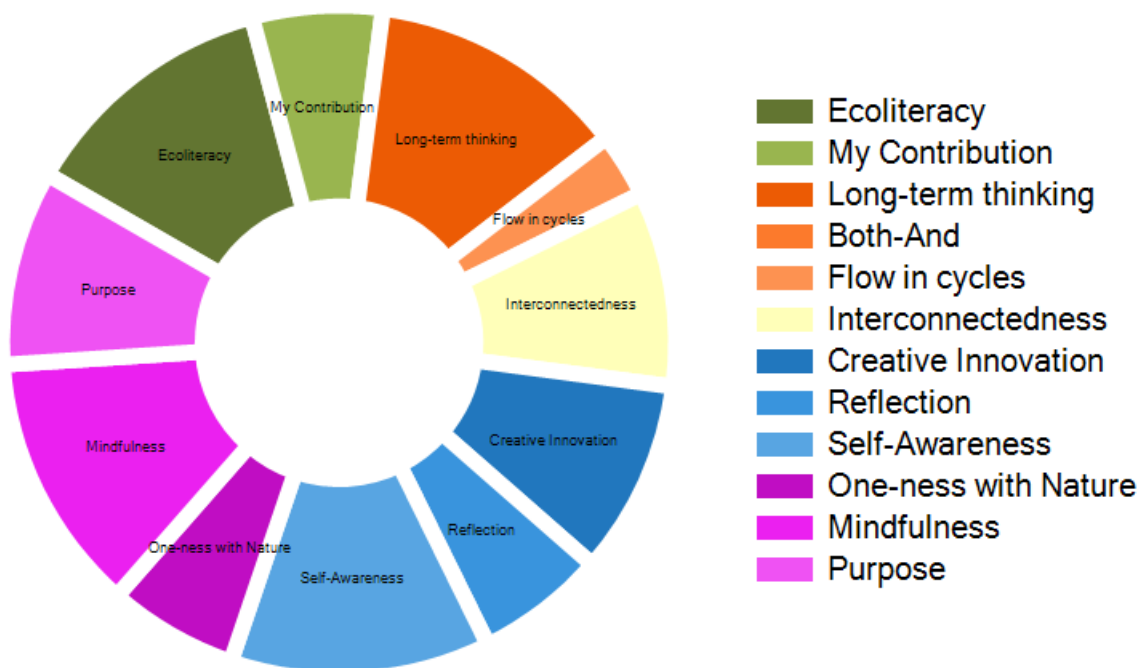 My Contribution
Long-term thinking
Ecoliteracy
Flow in cycles
Purpose
Interconnectedness
Mindfulness
Creative Innovation
One-ness with Nature
Reflection
Self-Awareness
Ecoliteracy
My Contribution
Long-term thinking
Both-And
Flow in cycles
Interconnectedness
Creative Innovation
Reflection
Self-Awareness
One-ness with Nature
Mindfulness
Purpose